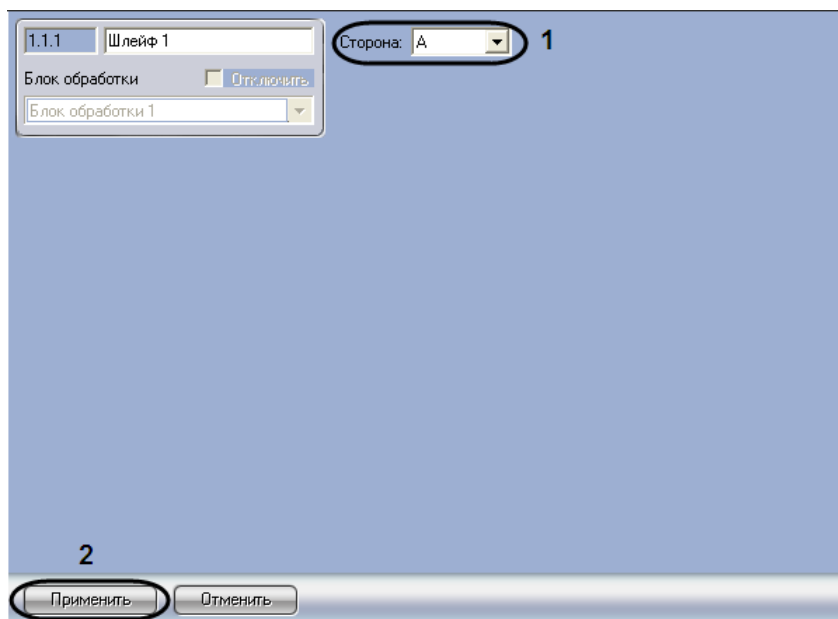 1.1.1 Шлейф 1 Сторона: А 1
Блок обработки Отключить
Блок обработки 1
2
Применить Отменить